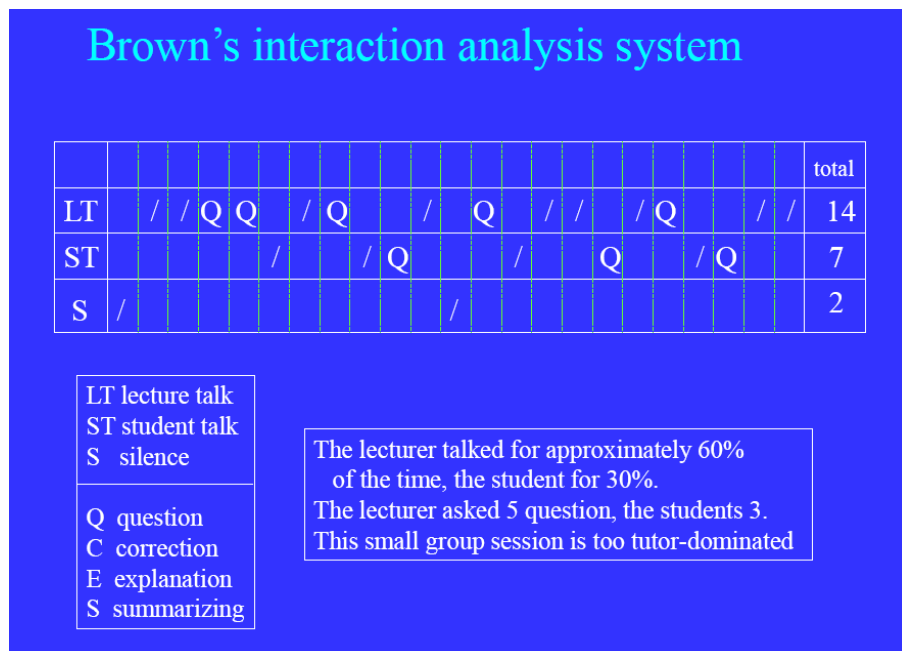 Brown’s interaction analysis system
total
LT / / Q Q / Q / Q / / / Q / / 14
ST / / Q / Q / Q 7
S / / 2
LT lecture talk
ST student talk
S silence
Q question
C correction
E explanation
S summarizing
The lecturer talked for approximately 60%
of the time, the student for 30%.
The lecturer asked 5 question, the students 3.
This small group session is too tutor-dominated